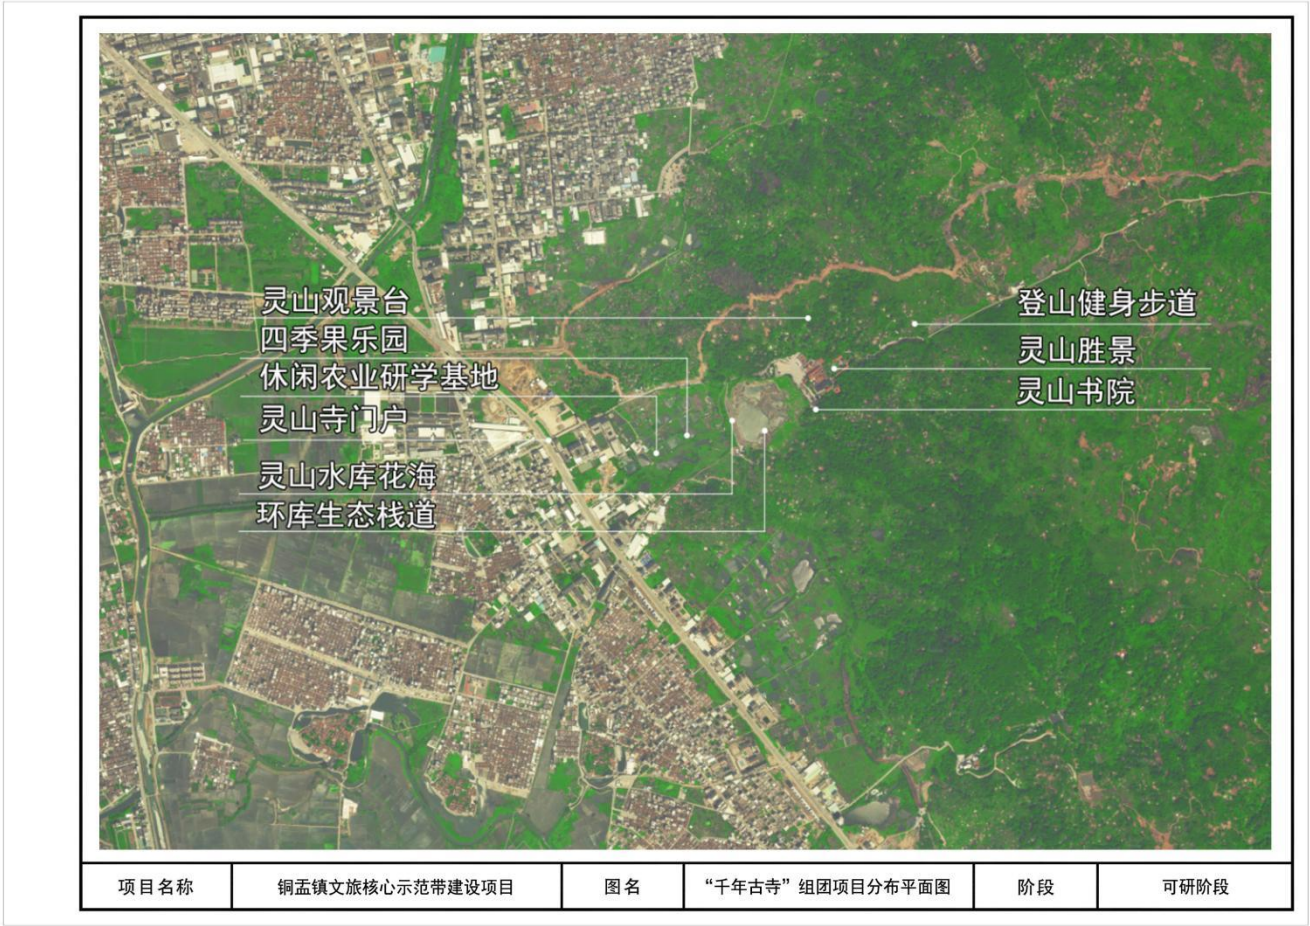 灵山观景台
四季果乐园
休闲农业研学基地
灵山寺门户
灵山水库花海
环库生态栈道
登山健身步道
灵山胜景
灵山书院
项目名称
铜盂镇文旅核心示范带建设项目
图名
“千年古寺”组团项目分布平面图
阶段
可研阶段